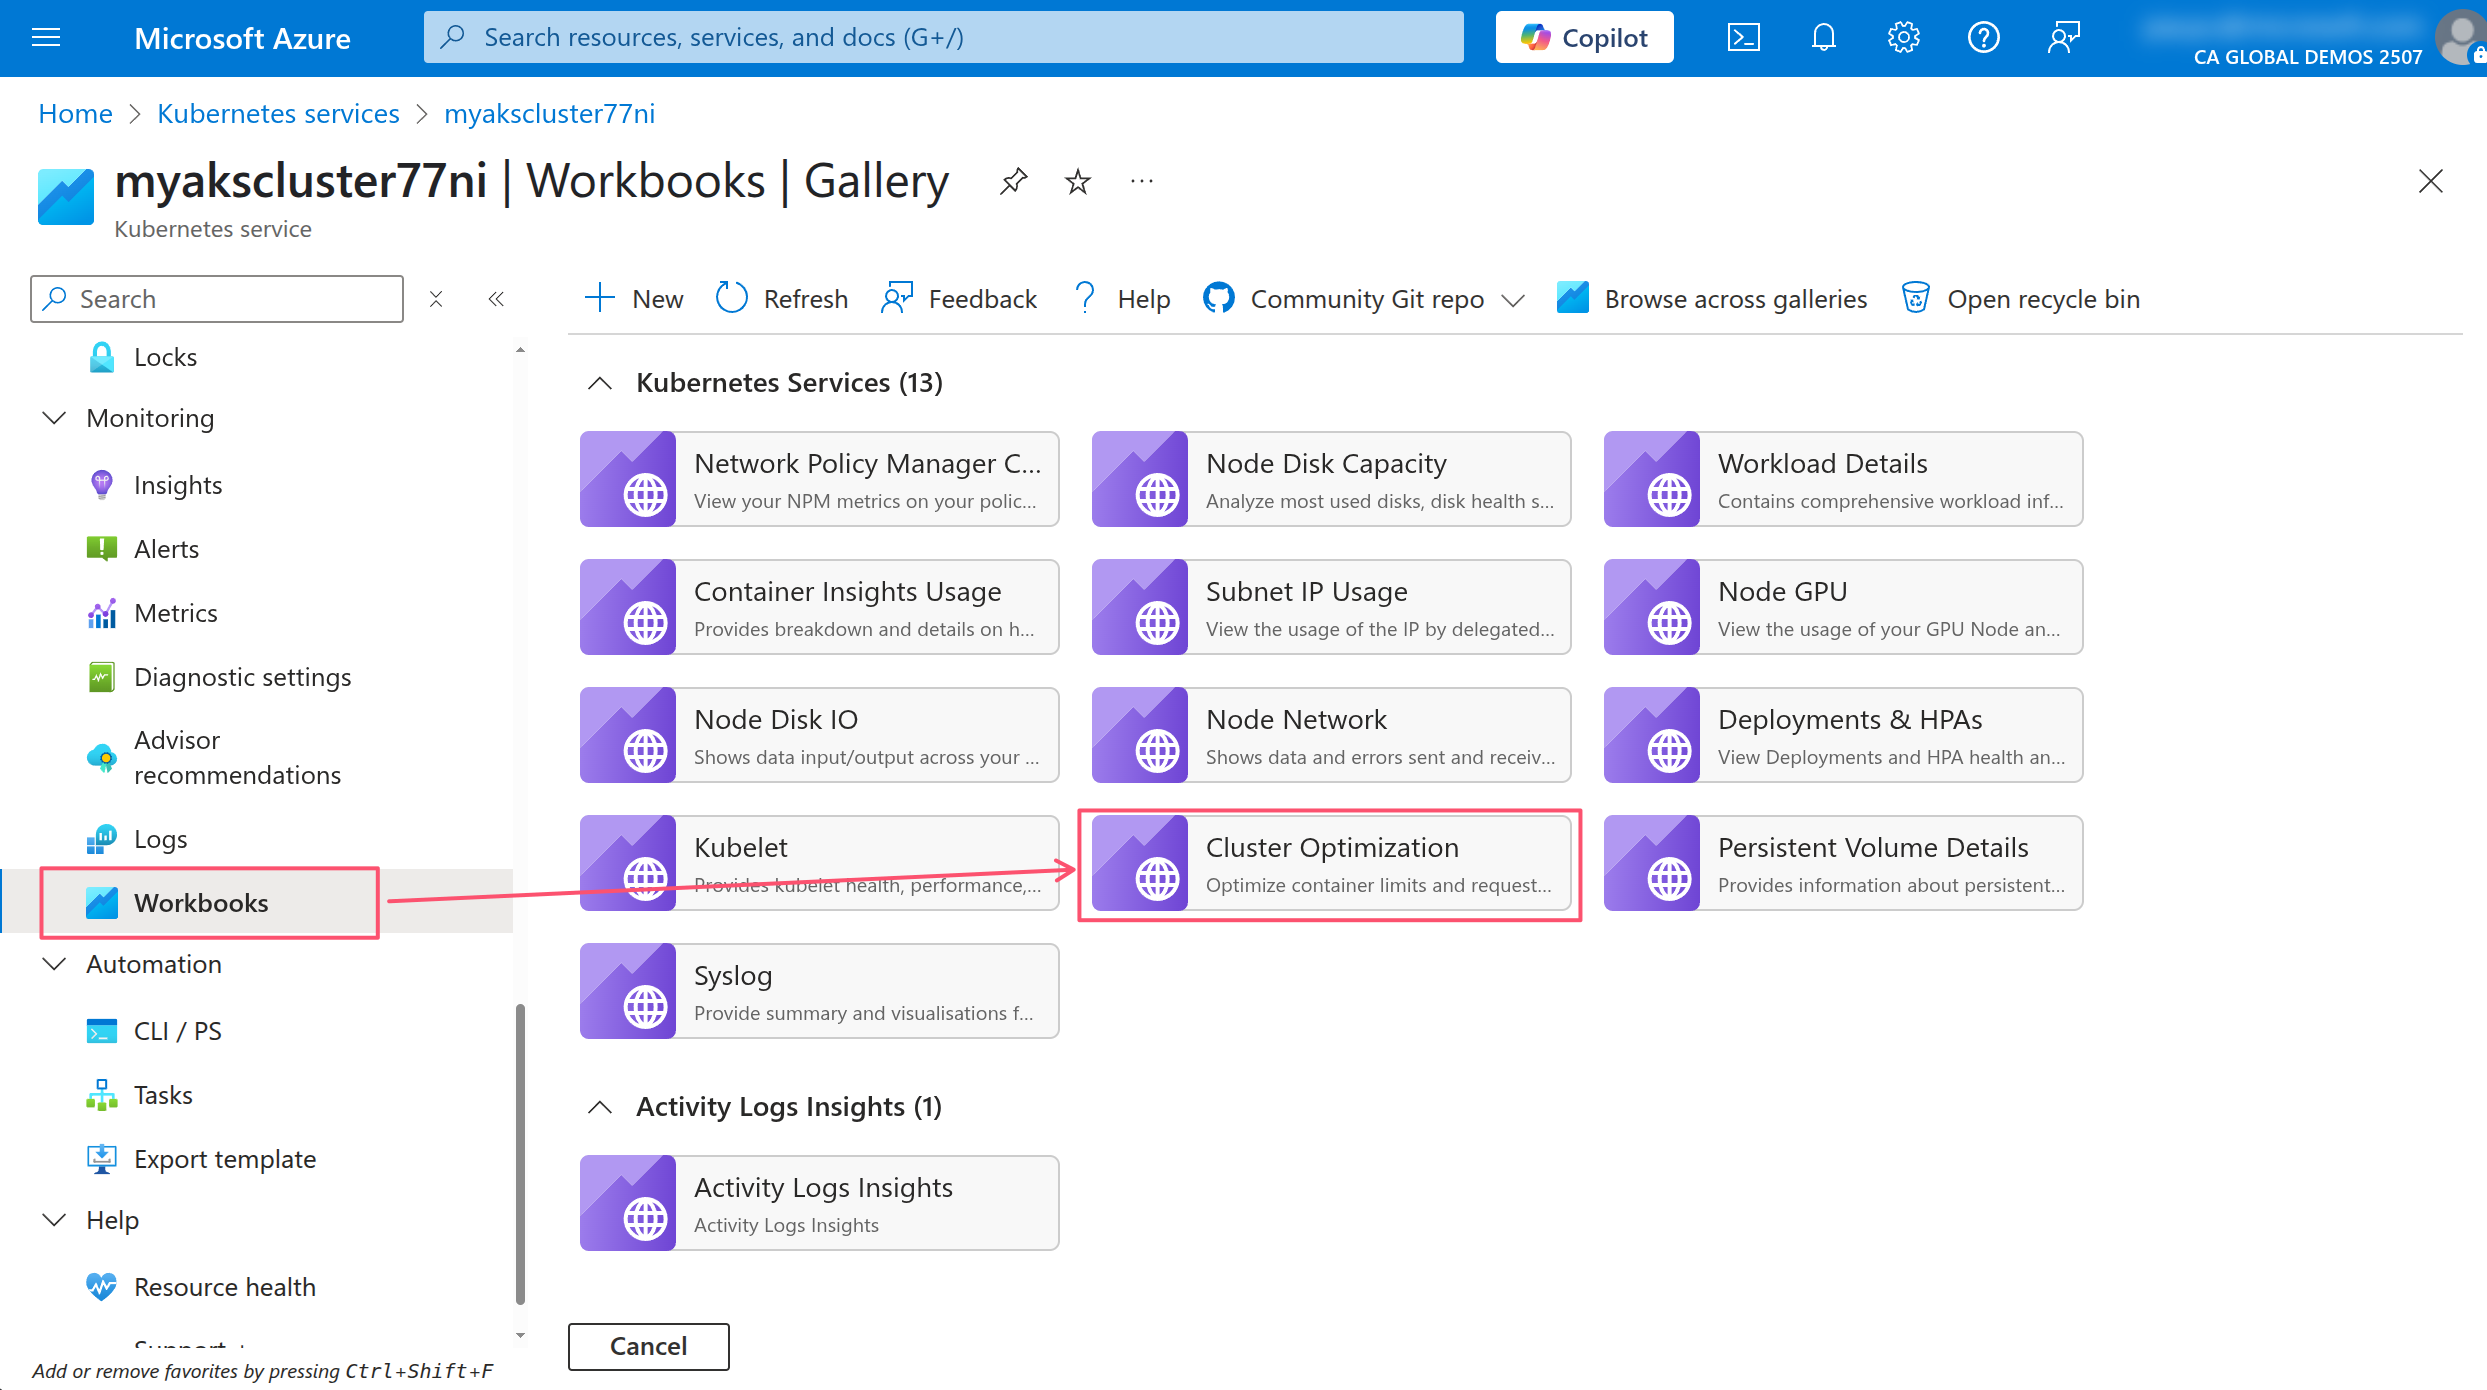 Microsoft Azure
Search resources, services, and docs (G+/)
Copilot
CA GLOBAL DEMOS 2507
Home > Kubernetes services > myakscluster77ni
myakscluster77ni | Workbooks | Gallery
Kubernetes service
Search
New
Refresh
Feedback
Help
Community Git repo
Browse across galleries
Open recycle bin
Locks
Monitoring
Insights
Alerts
Metrics
Diagnostic settings
Advisor
recommendations
Logs
Workbooks
Automation
CLI / PS
Tasks
Export template
Help
Resource health
Add or remove favorites by pressing Ctrl+Shift+F
Kubernetes Services (13)
Network Policy Manager C...
View your NPM metrics on your polic...
Node Disk Capacity
Analyze most used disks, disk health s...
Workload Details
Contains comprehensive workload inf...
Container Insights Usage
Provides breakdown and details on h...
Subnet IP Usage
View the usage of the IP by delegated...
Node GPU
View the usage of your GPU Node an...
Node Disk IO
Shows data input/output across your ...
Node Network
Shows data and errors sent and receiv...
Deployments & HPAs
View Deployments and HPA health an...
Kubelet
Provides kubelet health, performance,...
Cluster Optimization
Optimize container limits and request...
Persistent Volume Details
Provides information about persistent...
Syslog
Provide summary and visualisations f...
Activity Logs Insights (1)
Activity Logs Insights
Activity Logs Insights
Cancel